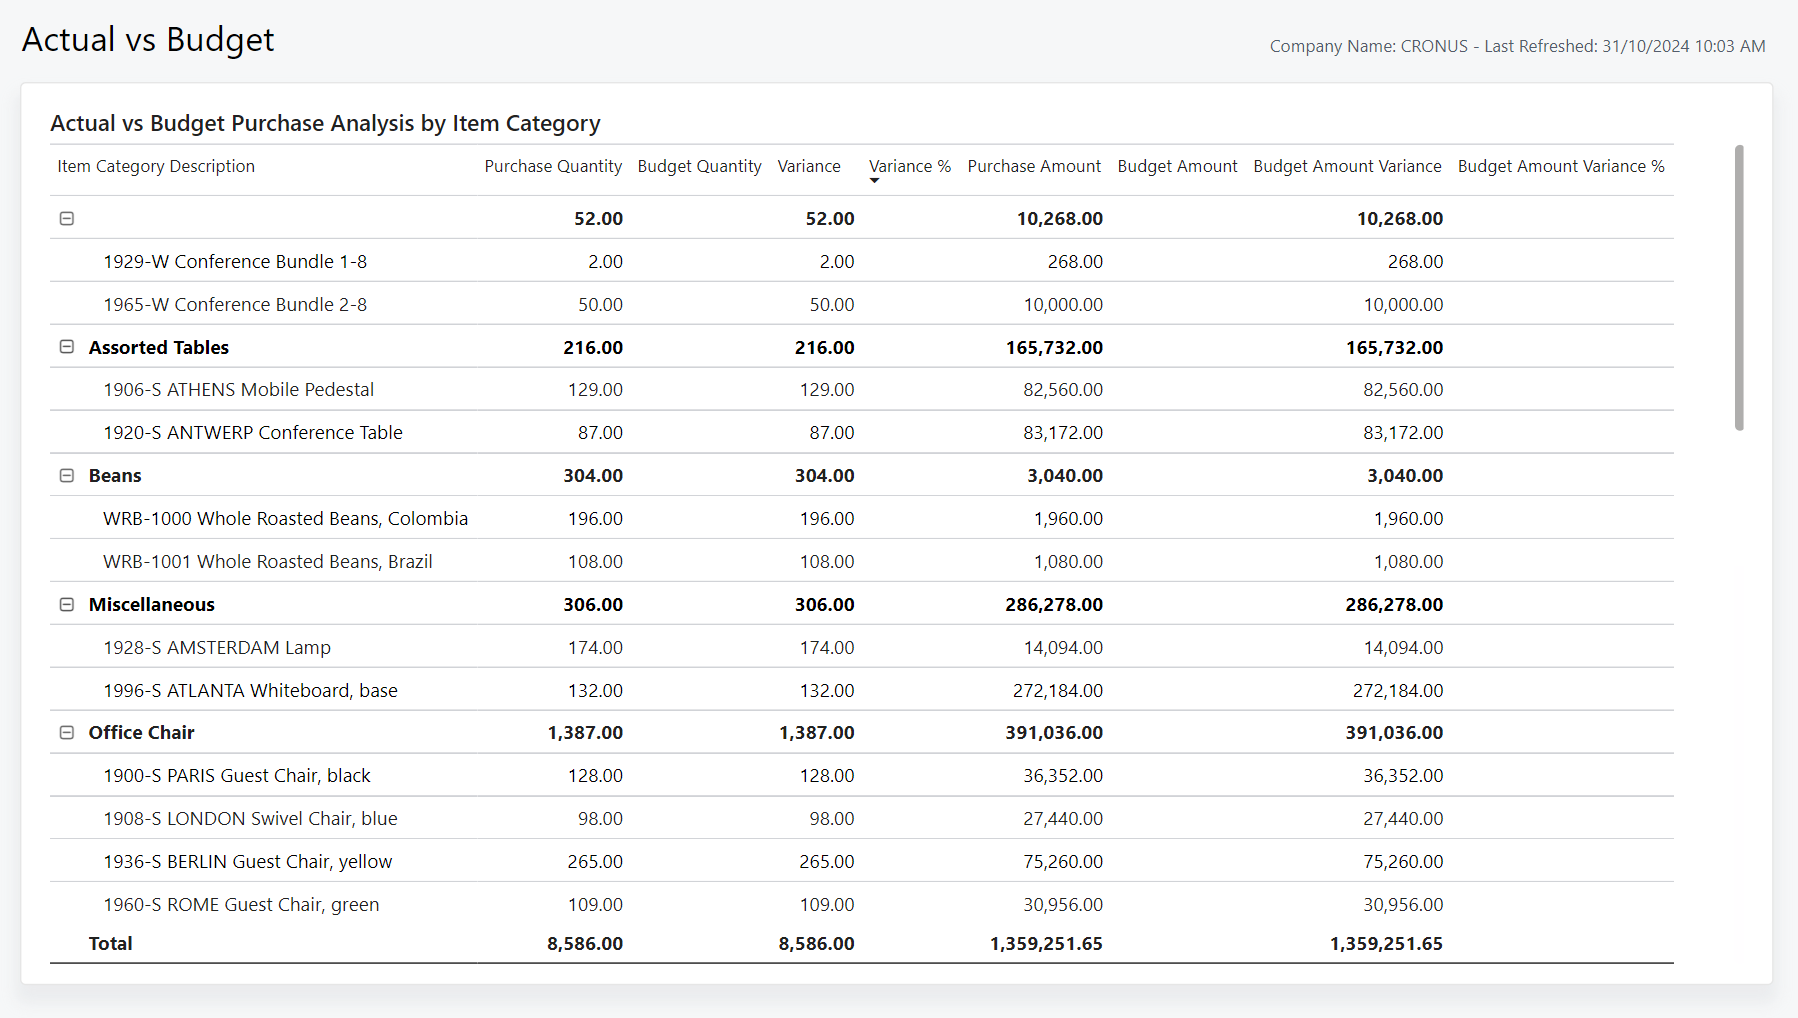 Actual vs Budget
Company Name: CRONUS - Last Refreshed: 31/10/2024 10:03 AM
Actual vs Budget Purchase Analysis by Item Category
Item Category Description Purchase Quantity Budget Quantity Variance Variance % Purchase Amount Budget Amount Budget Amount Variance Budget Amount Variance %
52.00 52.00 10,268.00 10,268.00
1929-W Conference Bundle 1-8 2.00 2.00 268.00 268.00
1965-W Conference Bundle 2-8 50.00 50.00 10,000.00 10,000.00
Assorted Tables 216.00 216.00 165,732.00 165,732.00
1906-S ATHENS Mobile Pedestal 129.00 129.00 82,560.00 82,560.00
1920-S ANTWERP Conference Table 87.00 87.00 83,172.00 83,172.00
Beans 304.00 304.00 3,040.00 3,040.00
WRB-1000 Whole Roasted Beans, Colombia 196.00 196.00 1,960.00 1,960.00
WRB-1001 Whole Roasted Beans, Brazil 108.00 108.00 1,080.00 1,080.00
Miscellaneous 306.00 306.00 286,278.00 286,278.00
1928-S AMSTERDAM Lamp 174.00 174.00 14,094.00 14,094.00
1996-S ATLANTA Whiteboard, base 132.00 132.00 272,184.00 272,184.00
Office Chair 1,387.00 1,387.00 391,036.00 391,036.00
1900-S PARIS Guest Chair, black 128.00 128.00 36,352.00 36,352.00
1908-S LONDON Swivel Chair, blue 98.00 98.00 27,440.00 27,440.00
1936-S BERLIN Guest Chair, yellow 265.00 265.00 75,260.00 75,260.00
1960-S ROME Guest Chair, green 109.00 109.00 30,956.00 30,956.00
Total 8,586.00 8,586.00 1,359,251.65 1,359,251.65